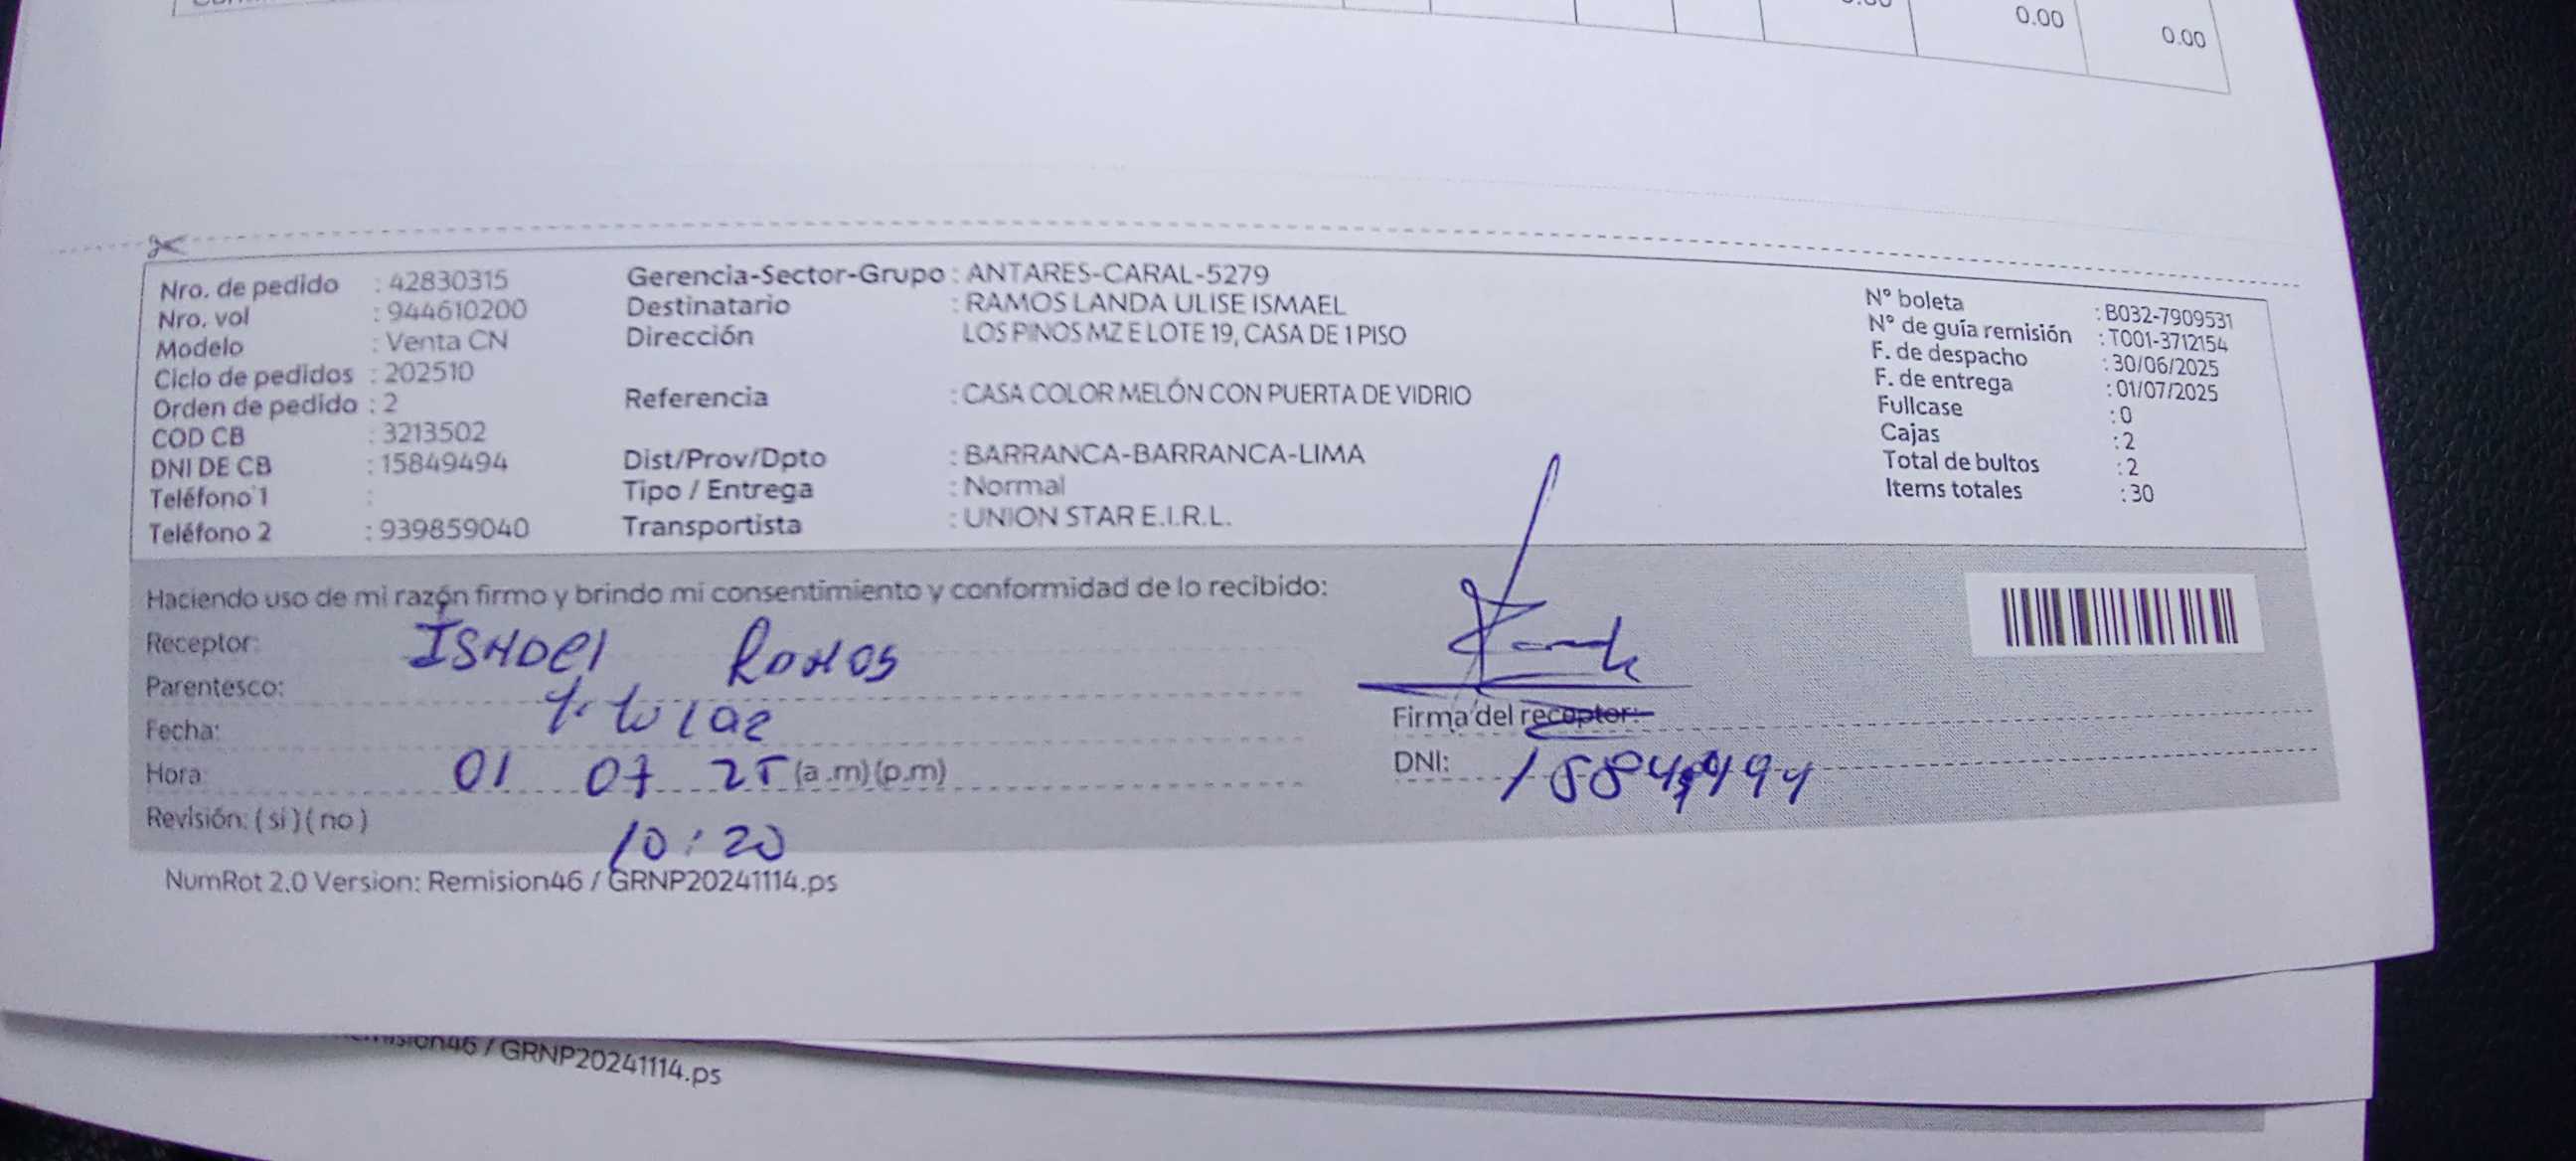 0.00
0.00
Nro. de pedido : 42830315
Nro. vol : 944610200
Modelo : Venta CN
Ciclo de pedidos : 202510
Orden de pedido : 2
COD CB : 3213502
DNI DE CB : 15849494
Teléfono 1 :
Teléfono 2 : 939859040
Gerencia-Sector-Grupo : ANTARES-CARAL-5279
Destinatario : RAMOS LANDA ULISE ISMAEL
Dirección LOS PINOS MZ E LOTE 19, CASA DE 1 PISO
Referencia : CASA COLOR MELÓN CON PUERTA DE VIDRIO
Dist/Prov/Dpto : BARRANCA-BARRANCA-LIMA
Tipo / Entrega : Normal
Transportista : UNION STAR E.I.R.L.
N° boleta : B032-7909531
N° de guía remisión : T001-3712154
F. de despacho : 30/06/2025
F. de entrega : 01/07/2025
Fullcase : 0
Cajas : 2
Total de bultos : 2
Items totales : 30
Haciendo uso de mi razón firmo y brindo mi consentimiento y conformidad de lo recibido:
Receptor: ISMael Ramos
Parentesco: titular
Fecha:
Hora: 01 07 25 (a.m)(p.m)
Revisión: (si)(no) 10:20
Firma del receptor:
DNI: 15849494
NumRot 2.0 Version: Remision46 / GRNP20241114.ps
/ GRNP20241114.ps